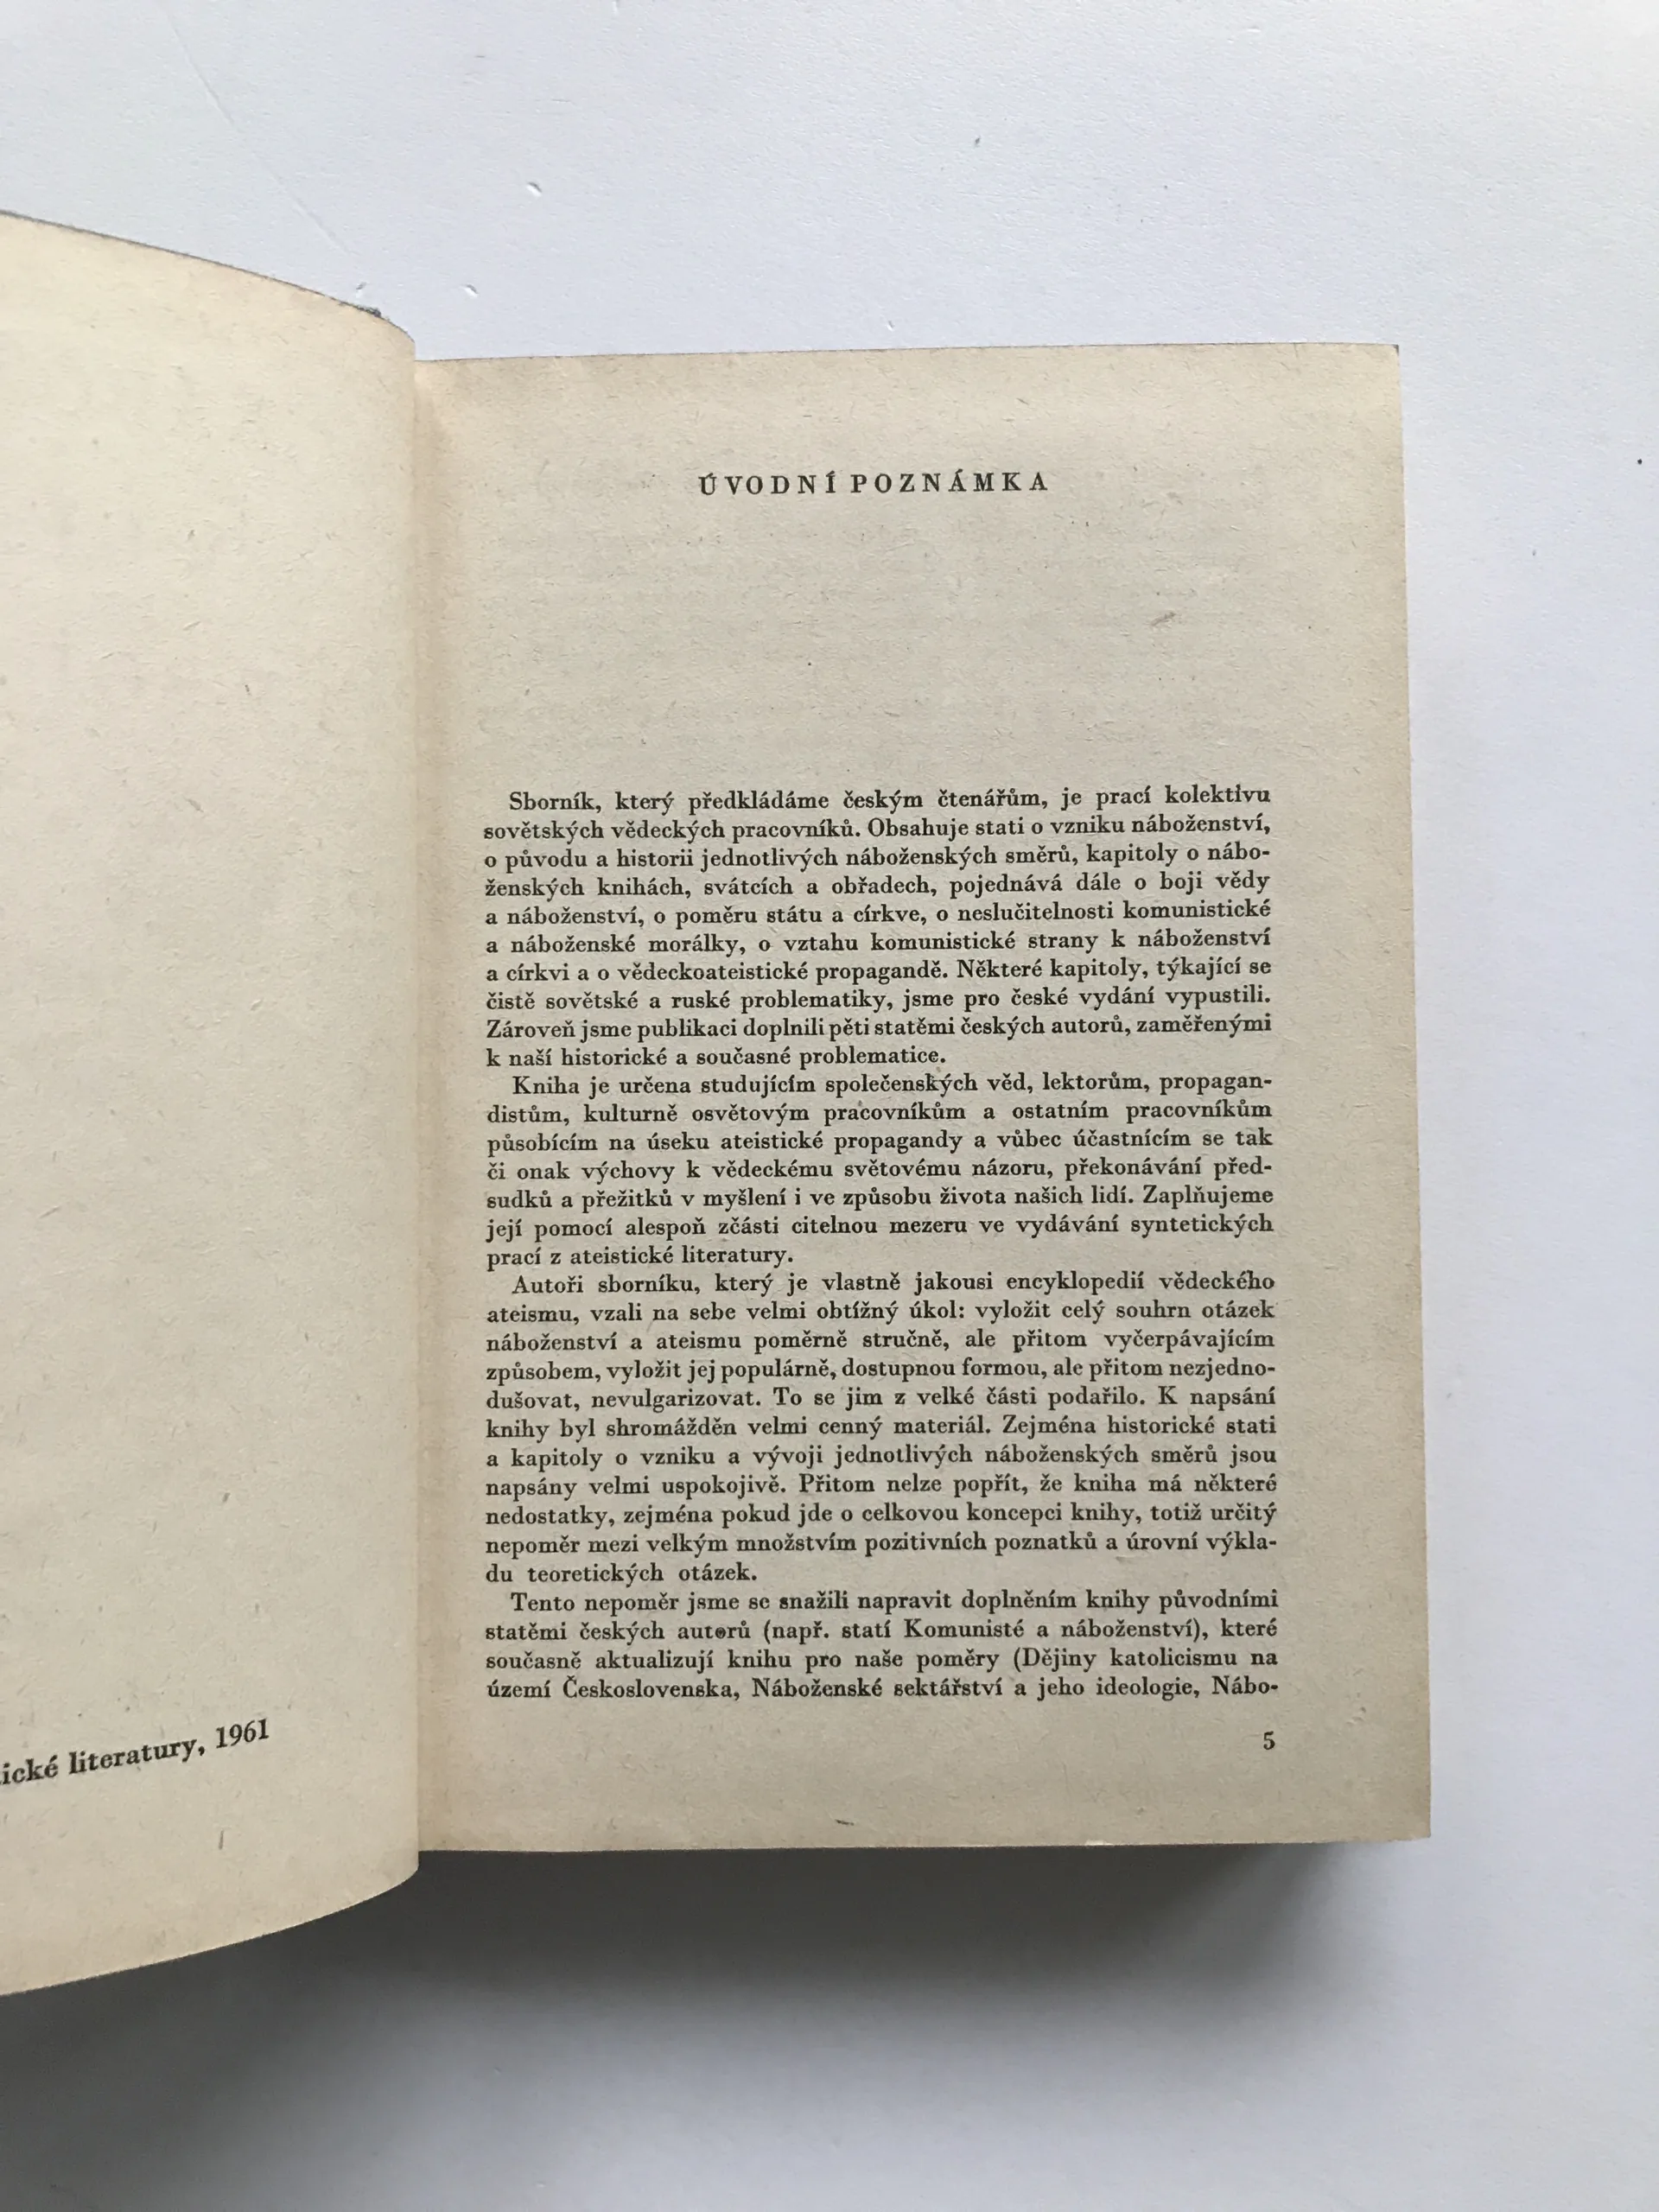 ické literatury, 1961
ÚVODNÍ POZNÁMKA
Sborník, který předkládáme českým čtenářům, je prací kolektivu
sovětských vědeckých pracovníků. Obsahuje stati o vzniku náboženství,
o původu a historii jednotlivých náboženských směrů, kapitoly o nábo-
ženských knihách, svátcích a obřadech, pojednává dále o boji vědy
a náboženství, o poměru státu a církve, o neslučitelnosti komunistické
a náboženské morálky, o vztahu komunistické strany k náboženství
a církvi a o vědeckoateistické propagandě. Některé kapitoly, týkající se
čistě sovětské a ruské problematiky, jsme pro české vydání vypustili.
Zároveň jsme publikaci doplnili pěti statěmi českých autorů, zaměřenými
k naší historické a současné problematice.
Kniha je určena studujícím společenských věd, lektorům, propagan-
distům, kulturně osvětovým pracovníkům a ostatním pracovníkům
působícím na úseku ateistické propagandy a vůbec účastnícím se tak
či onak výchovy k vědeckému světovému názoru, překonávání před-
sudků a přežitků v myšlení i ve způsobu života našich lidí. Zaplňujeme
její pomocí alespoň zčásti citelnou mezeru ve vydávání syntetických
prací z ateistické literatury.
Autoři sborníku, který je vlastně jakousi encyklopedií vědeckého
ateismu, vzali na sebe velmi obtížný úkol: vyložit celý souhrn otázek
náboženství a ateismu poměrně stručně, ale přitom vyčerpávajícím
způsobem, vyložit jej populárně, dostupnou formou, ale přitom nezjedno-
dušovat, nevulgarizovat. To se jim z velké části podařilo. K napsání
knihy byl shromážděn velmi cenný materiál. Zejména historické stati
a kapitoly o vzniku a vývoji jednotlivých náboženských směrů jsou
napsány velmi uspokojivě. Přitom nelze popřít, že kniha má některé
nedostatky, zejména pokud jde o celkovou koncepci knihy, totiž určitý
nepoměr mezi velkým množstvím pozitivních poznatků a úrovní výkla-
du teoretických otázek.
Tento nepoměr jsme se snažili napravit doplněním knihy původními
statěmi českých autorů (např. statí Komunisté a náboženství), které
současně aktualizují knihu pro naše poměry (Dějiny katolicismu na
území Československa, Náboženské sektářství a jeho ideologie, Nábo-
5